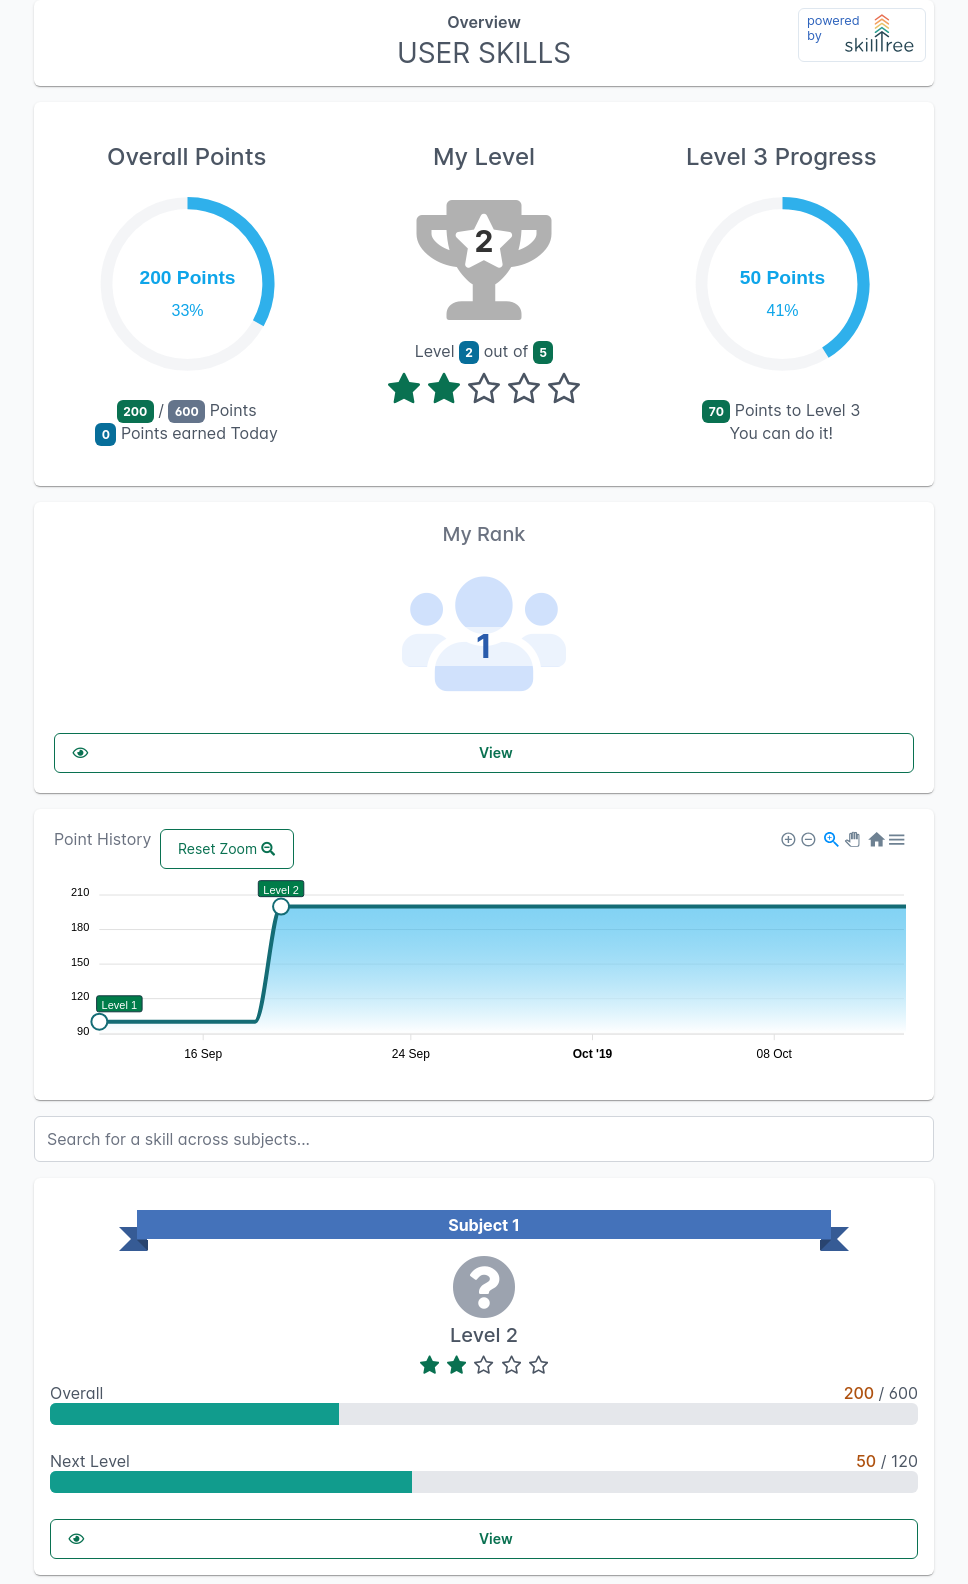 Overview
USER SKILLS
powered
by
skilltree
Overall Points
200 Points
33%
200 / 600 Points
0 Points earned Today
My Level
2
Level 2 out of 5
Level 3 Progress
50 Points
41%
70 Points to Level 3
You can do it!
My Rank
1
View
Point History
Reset Zoom
210
180
150
120
90
Level 2
Level 1
16 Sep
24 Sep
Oct '19
08 Oct
Search for a skill across subjects...
Subject 1
Level 2
Overall 200 / 600
Next Level 50 / 120
View